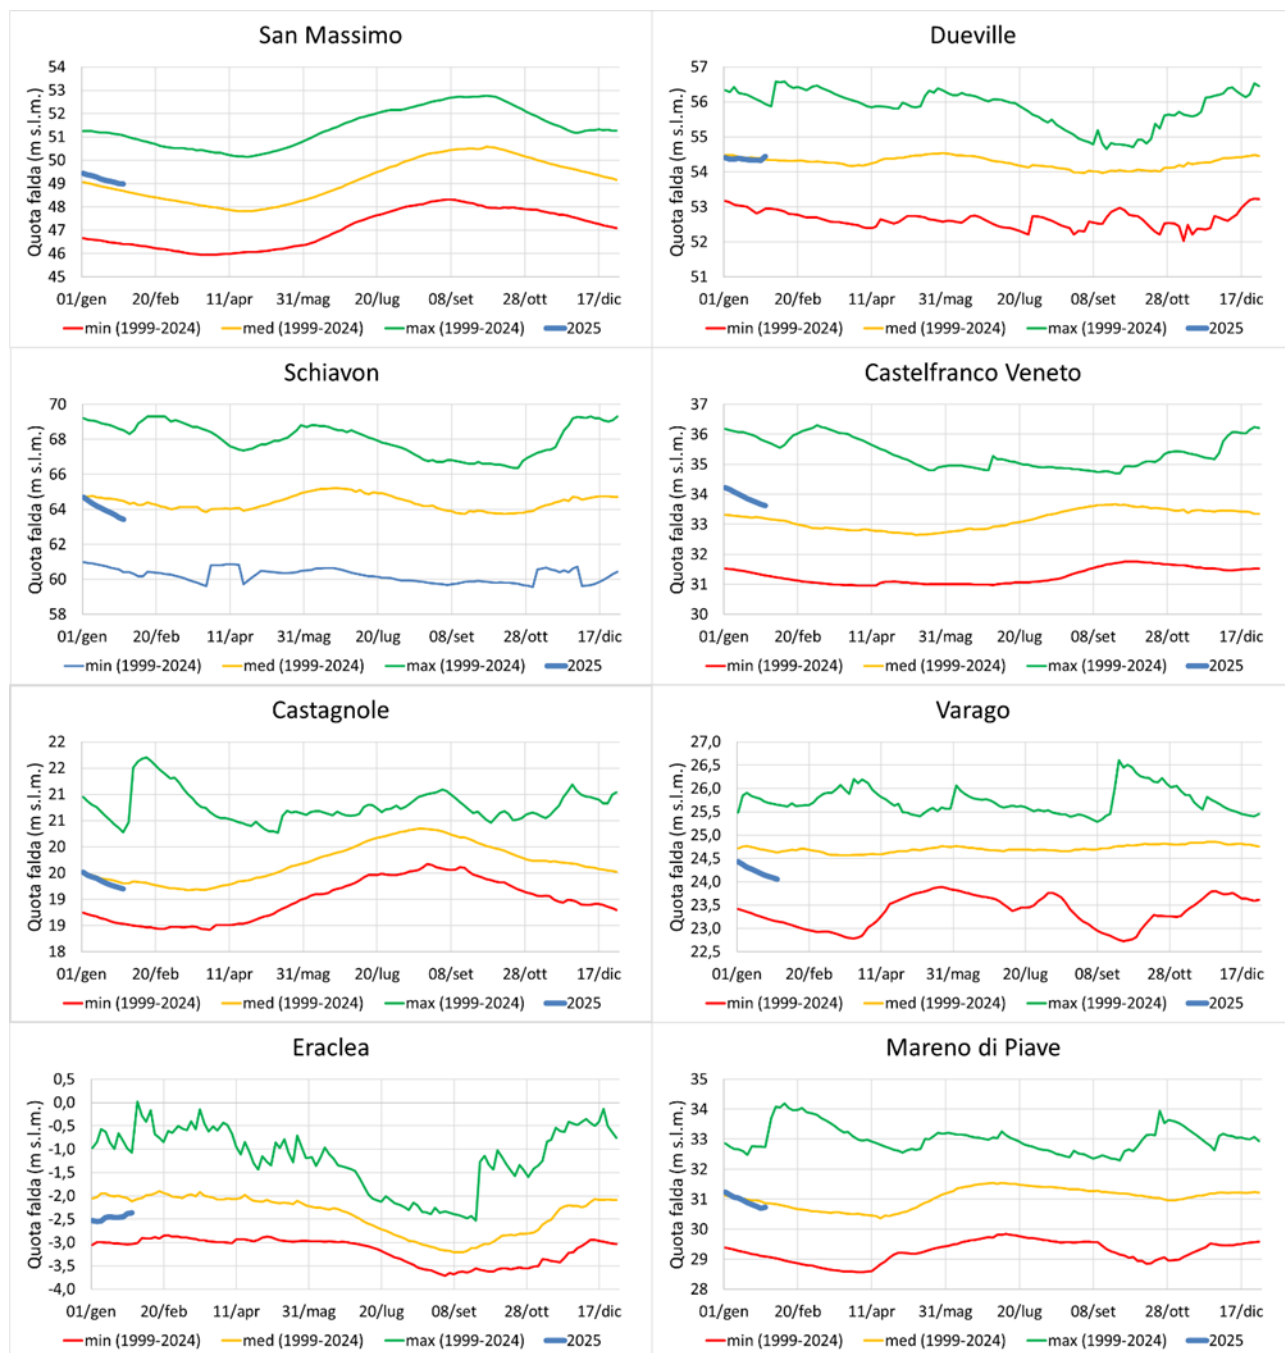 San Massimo
Quota falda (m s.l.m.)
54
53
52
51
50
49
48
47
46
45
01/gen 20/feb 11/apr 31/mag 20/lug 08/set 28/ott 17/dic
min (1999-2024) med (1999-2024) max (1999-2024) 2025
Dueville
Quota falda (m s.l.m.)
57
56
55
54
53
52
51
01/gen 20/feb 11/apr 31/mag 20/lug 08/set 28/ott 17/dic
min (1999-2024) med (1999-2024) max (1999-2024) 2025
Schiavon
Quota falda (m s.l.m.)
70
68
66
64
62
60
58
01/gen 20/feb 11/apr 31/mag 20/lug 08/set 28/ott 17/dic
min (1999-2024) med (1999-2024) max (1999-2024) 2025
Castelfranco Veneto
Quota falda (m s.l.m.)
37
36
35
34
33
32
31
30
01/gen 20/feb 11/apr 31/mag 20/lug 08/set 28/ott 17/dic
min (1999-2024) med (1999-2024) max (1999-2024) 2025
Castagnole
Quota falda (m s.l.m.)
22
22
21
21
20
20
19
19
18
01/gen 20/feb 11/apr 31/mag 20/lug 08/set 28/ott 17/dic
min (1999-2024) med (1999-2024) max (1999-2024) 2025
Varago
Quota falda (m s.l.m.)
27,0
26,5
26,0
25,5
25,0
24,5
24,0
23,5
23,0
22,5
01/gen 20/feb 11/apr 31/mag 20/lug 08/set 28/ott 17/dic
min (1999-2024) med (1999-2024) max (1999-2024) 2025
Eraclea
Quota falda (m s.l.m.)
0,5
0,0
-0,5
-1,0
-1,5
-2,0
-2,5
-3,0
-3,5
-4,0
01/gen 20/feb 11/apr 31/mag 20/lug 08/set 28/ott 17/dic
min (1999-2024) med (1999-2024) max (1999-2024) 2025
Mareno di Piave
Quota falda (m s.l.m.)
35
34
33
32
31
30
29
28
01/gen 20/feb 11/apr 31/mag 20/lug 08/set 28/ott 17/dic
min (1999-2024) med (1999-2024) max (1999-2024) 2025